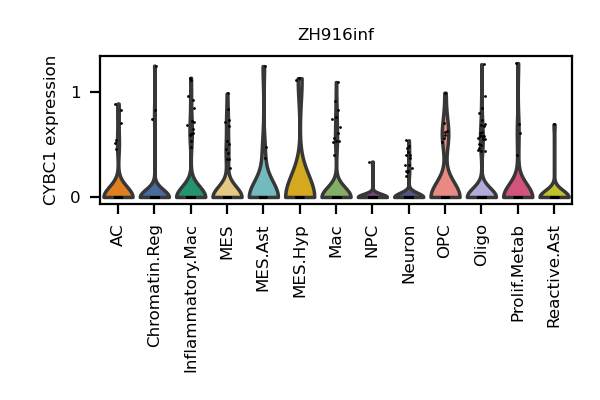 ZH916inf
CYBC1 expression
1
0
AC
Chromatin.Reg
Inflammatory.Mac
MES
MES.Ast
MES.Hyp
Mac
NPC
Neuron
OPC
Oligo
Prolif.Metab
Reactive.Ast